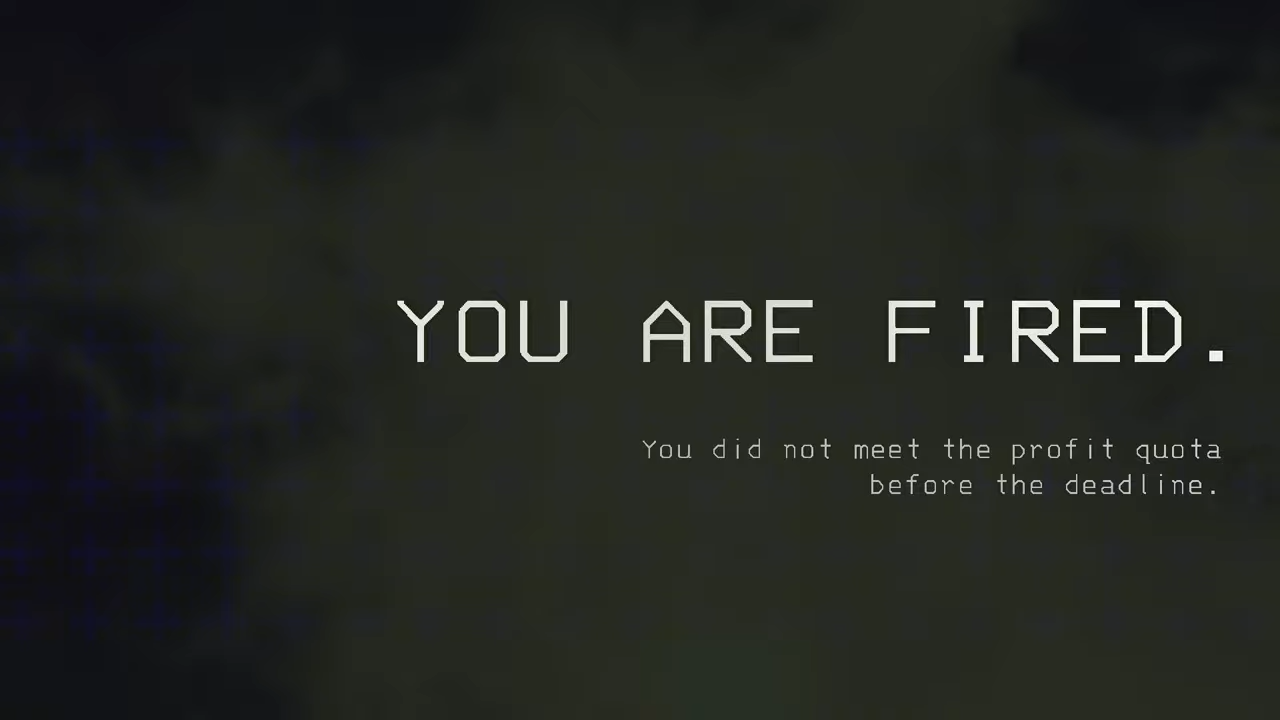 YOU ARE FIRED.
You did not meet the profit quota
before the deadline.